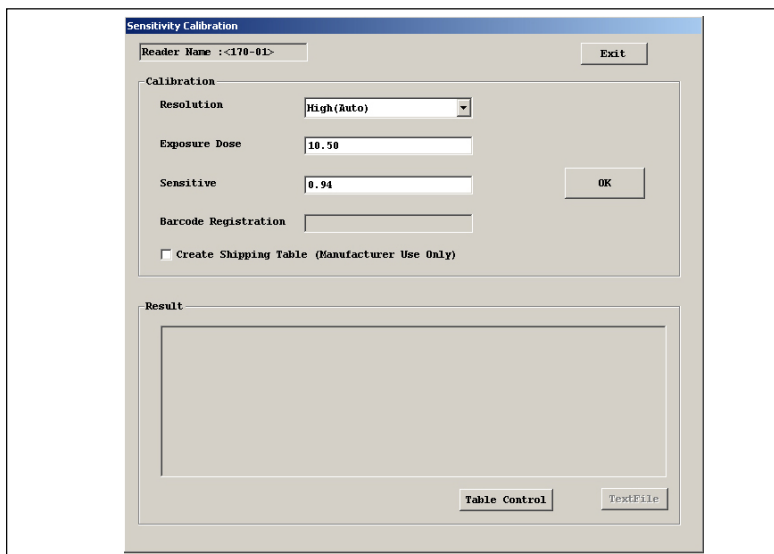 Sensitivity Calibration
Reader Name :<170-01>
Exit
Calibration
Resolution
High(Auto)
Exposure Dose
10.50
Sensitive
0.94
OK
Barcode Registration
Create Shipping Table (Manufacturer Use Only)
Result
Table Control
TextFile